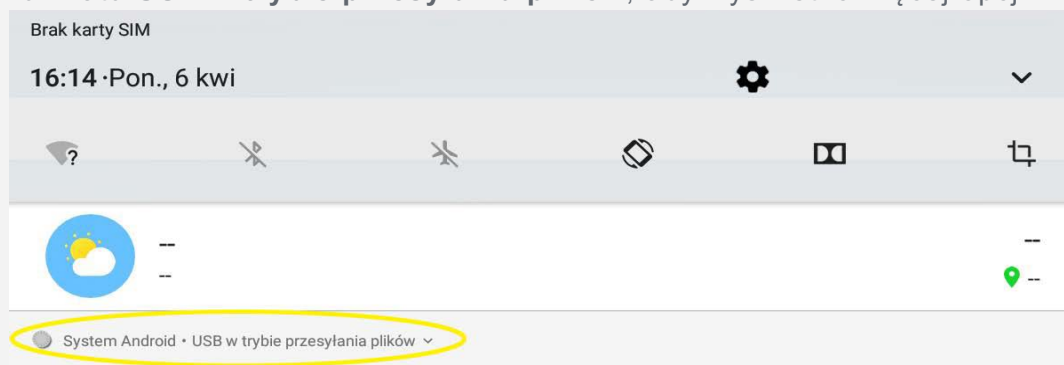 Brak karty SIM
16:14 · Pon., 6 kwi
?
--
--
--
--
System Android • USB w trybie przesyłania plików